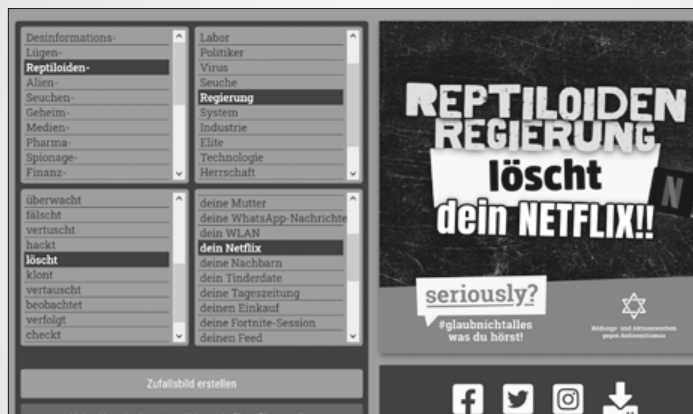 Desinformations-
Lügen-
Reptiloiden-
Alien-
Seuchen-
Geheim-
Medien-
Pharma-
Spionage-
Finanz-
Labor
Politiker
Virus
Seuche
Regierung
System
Industrie
Elite
Technologie
Herrschaft
überwacht
fälscht
vertuscht
hackt
löscht
klont
vertauscht
beobachtet
verfolgt
checkt
deine Mutter
deine WhatsApp-Nachrichte
dein WLAN
dein Netflix
deine Nachbarn
dein Tinderdate
deine Tageszeitung
deinen Einkauf
deine Fortnite-Session
deinen Feed
Zufallsbild erstellen
REPTILOIDEN
REGIERUNG
löscht
N
dein NETFLIX!!
seriously?
#glaubnichtalles
was du hörst!
Bildungs- und Aktionswochen
gegen Antisemitismus